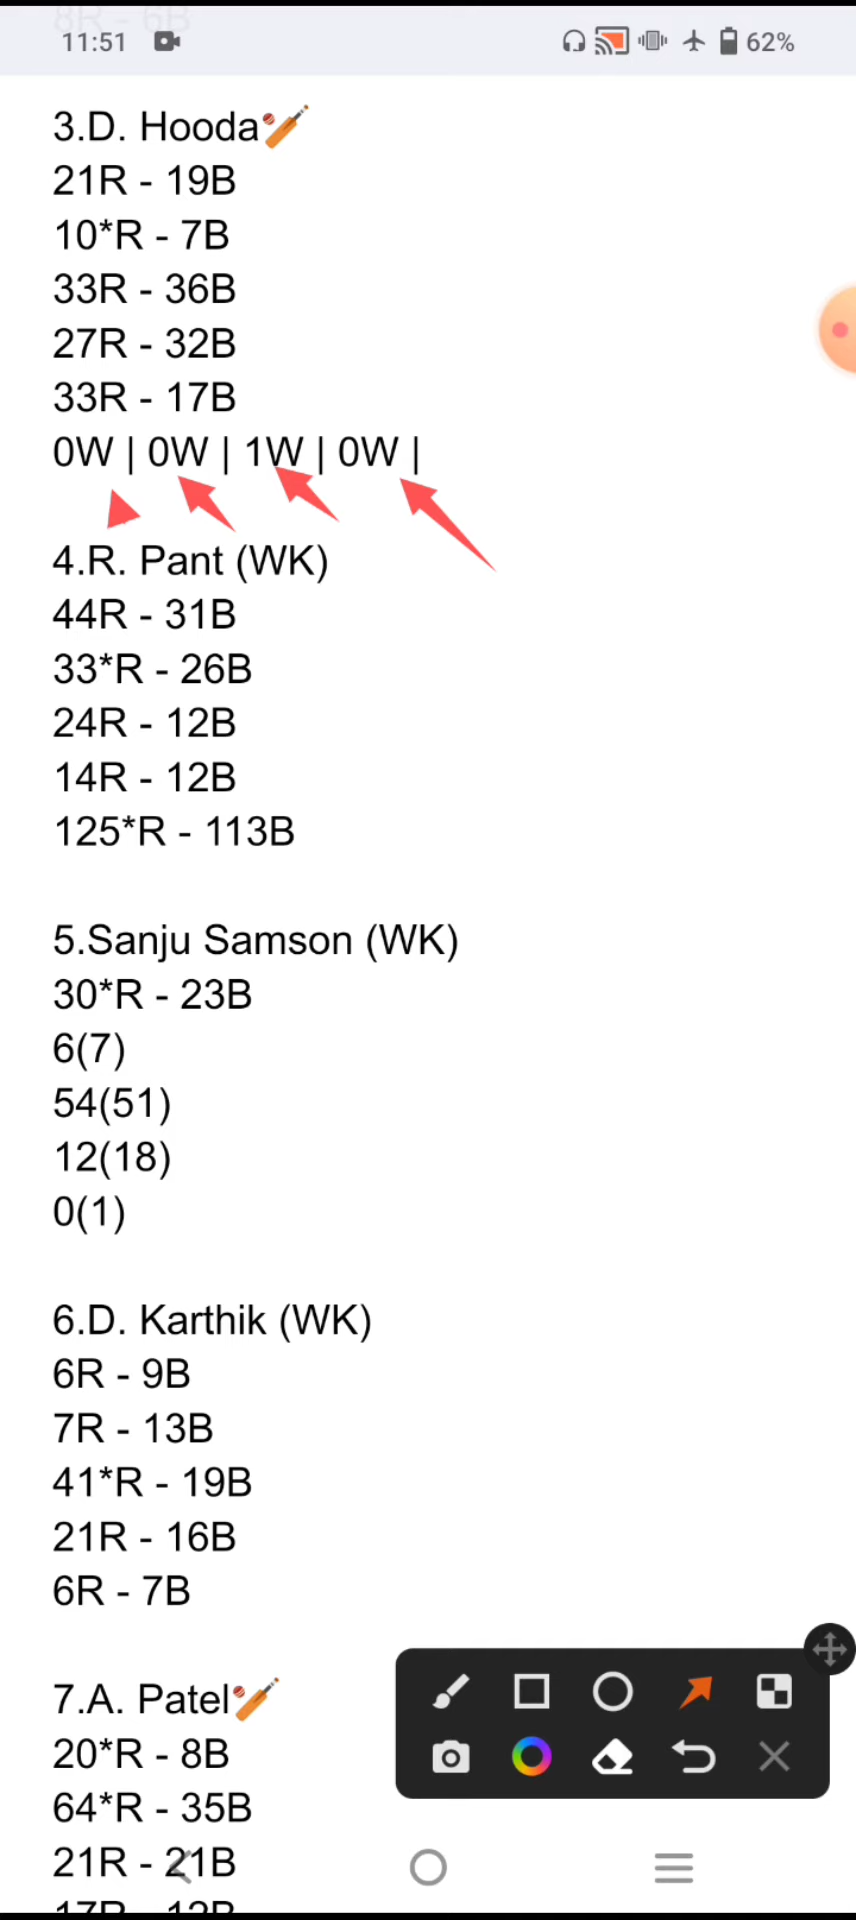 8R - 6B
11:51
62%
3.D. Hooda🏏
21R - 19B
10*R - 7B
33R - 36B
27R - 32B
33R - 17B
0W | 0W | 1W | 0W |
4.R. Pant (WK)
44R - 31B
33*R - 26B
24R - 12B
14R - 12B
125*R - 113B
5.Sanju Samson (WK)
30*R - 23B
6(7)
54(51)
12(18)
0(1)
6.D. Karthik (WK)
6R - 9B
7R - 13B
41*R - 19B
21R - 16B
6R - 7B
7.A. Patel🏏
20*R - 8B
64*R - 35B
21R - 21B